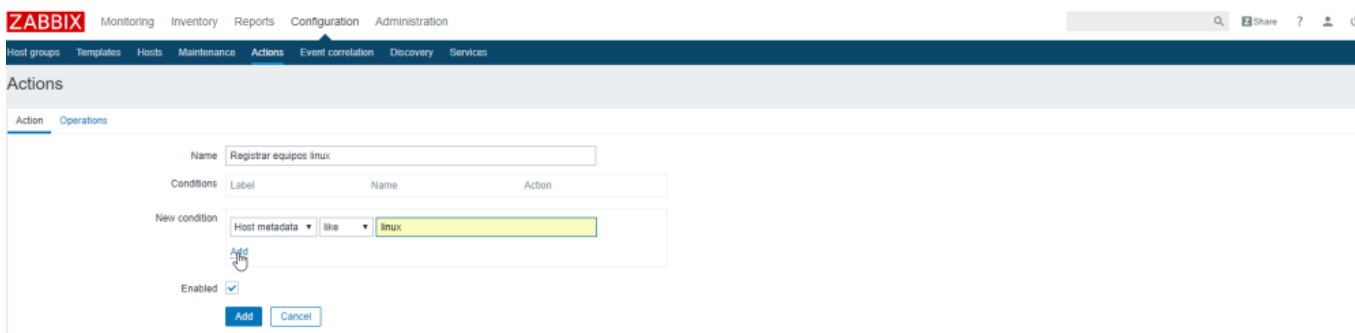 ZABBIX Monitoring Inventory Reports Configuration Administration Z Share ?
Host groups Templates Hosts Maintenance Actions Event correlation Discovery Services
Actions
Action Operations
Name Registrar equipos linux
Conditions Label Name Action
New condition Host metadata like linux
Add
Enabled
Add Cancel